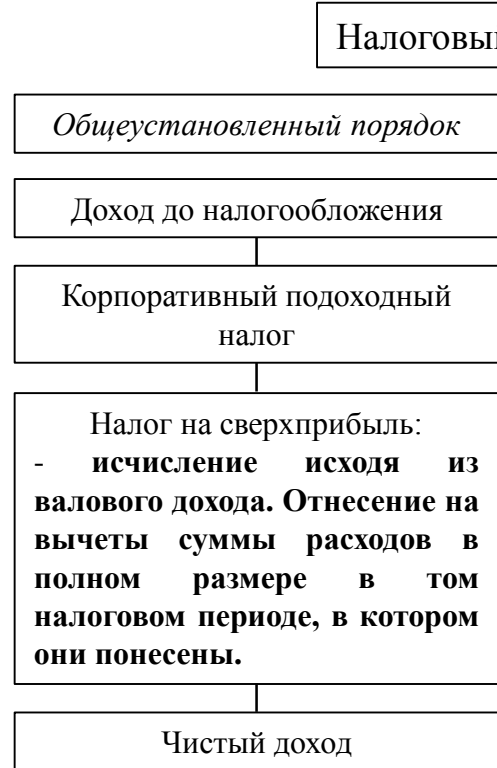 Общеустановленный порядок
Доход до налогообложения
Корпоративный подоходный
налог
Налог на сверхприбыль:
- исчисление исходя из
валового дохода. Отнесение на
вычеты суммы расходов в
полном размере в том
налоговом периоде, в котором
они понесены.
Чистый доход